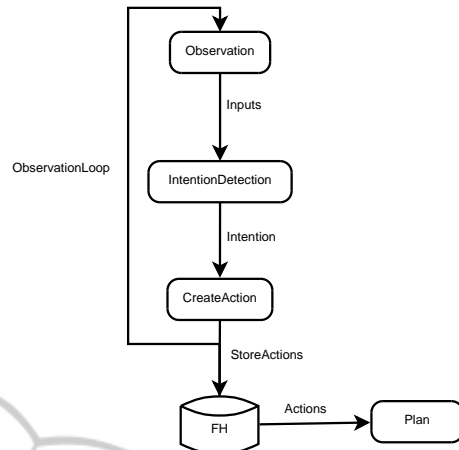 Observation
Inputs
ObservationLoop
IntentionDetection
Intention
CreateAction
StoreActions
Actions
FH
Plan